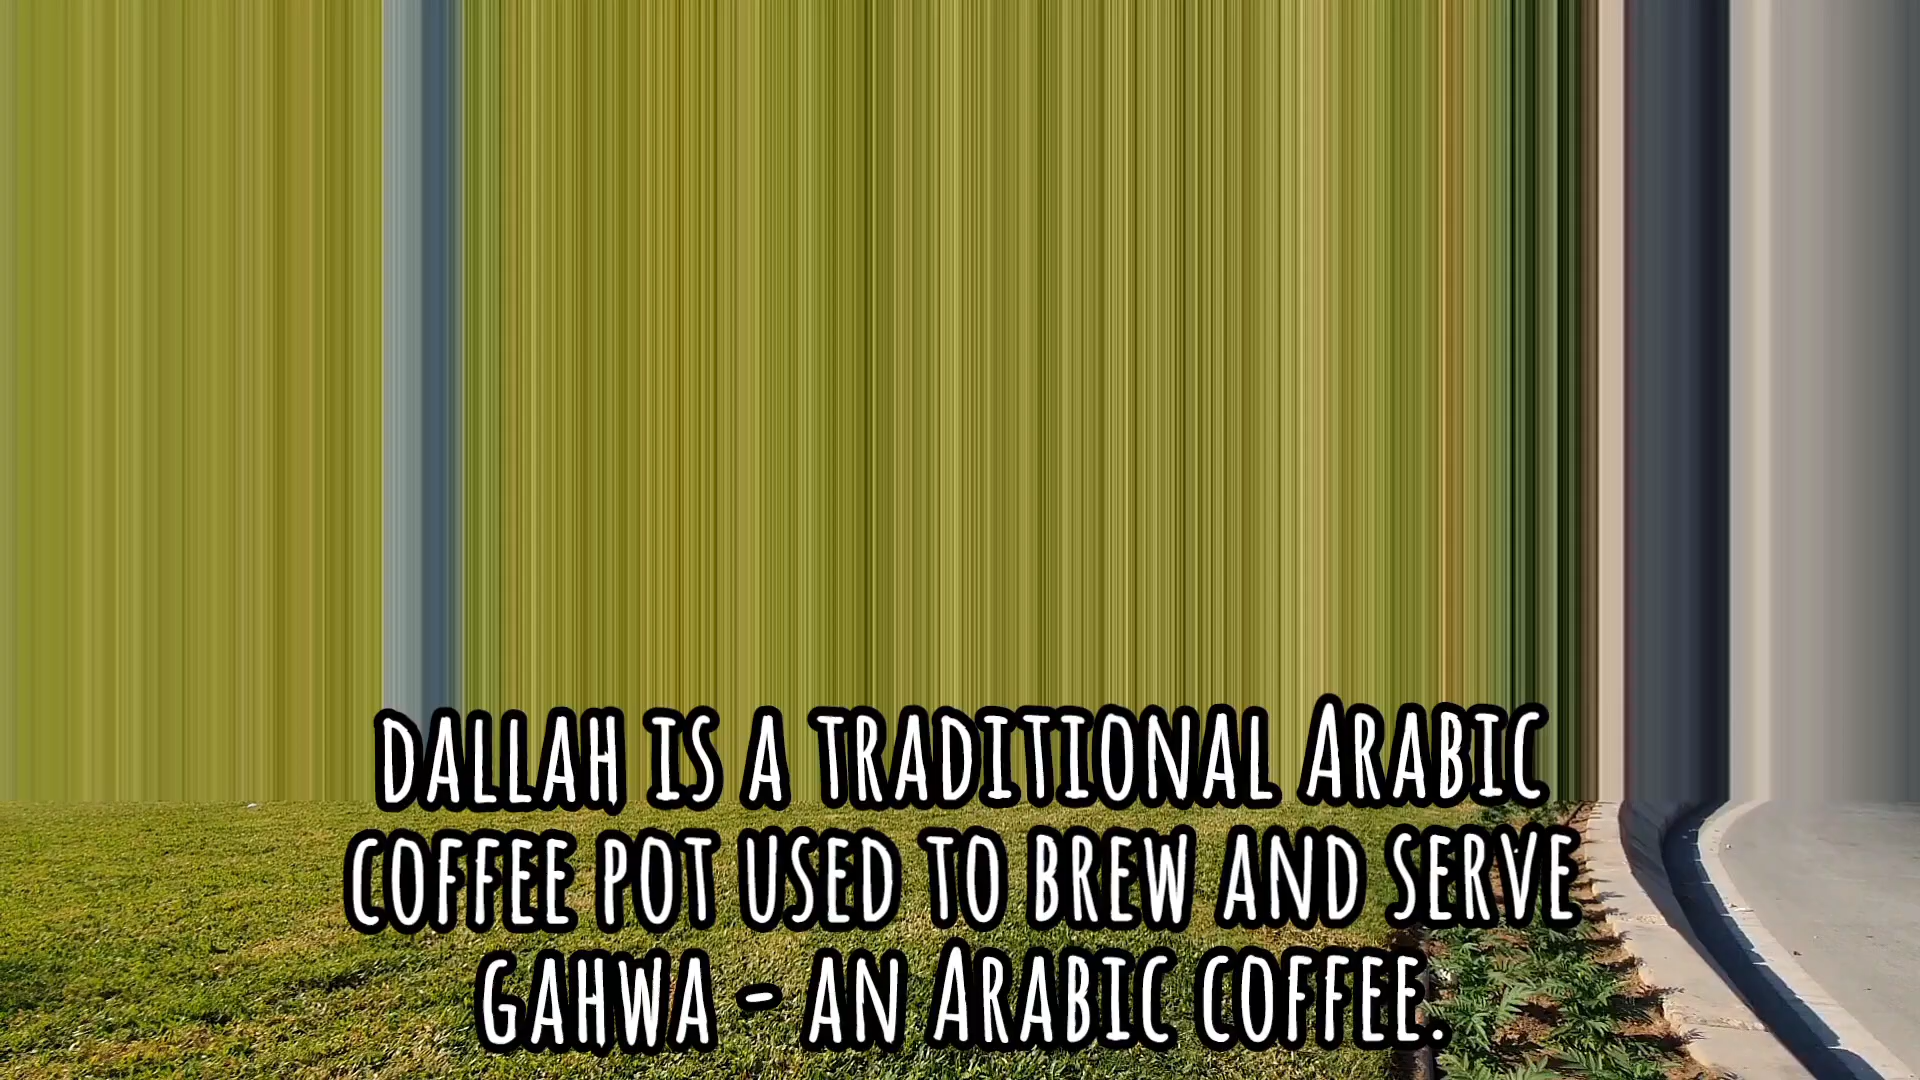 dallah is a traditional Arabic
coffee pot used to brew and serve
gahwa - an Arabic coffee.